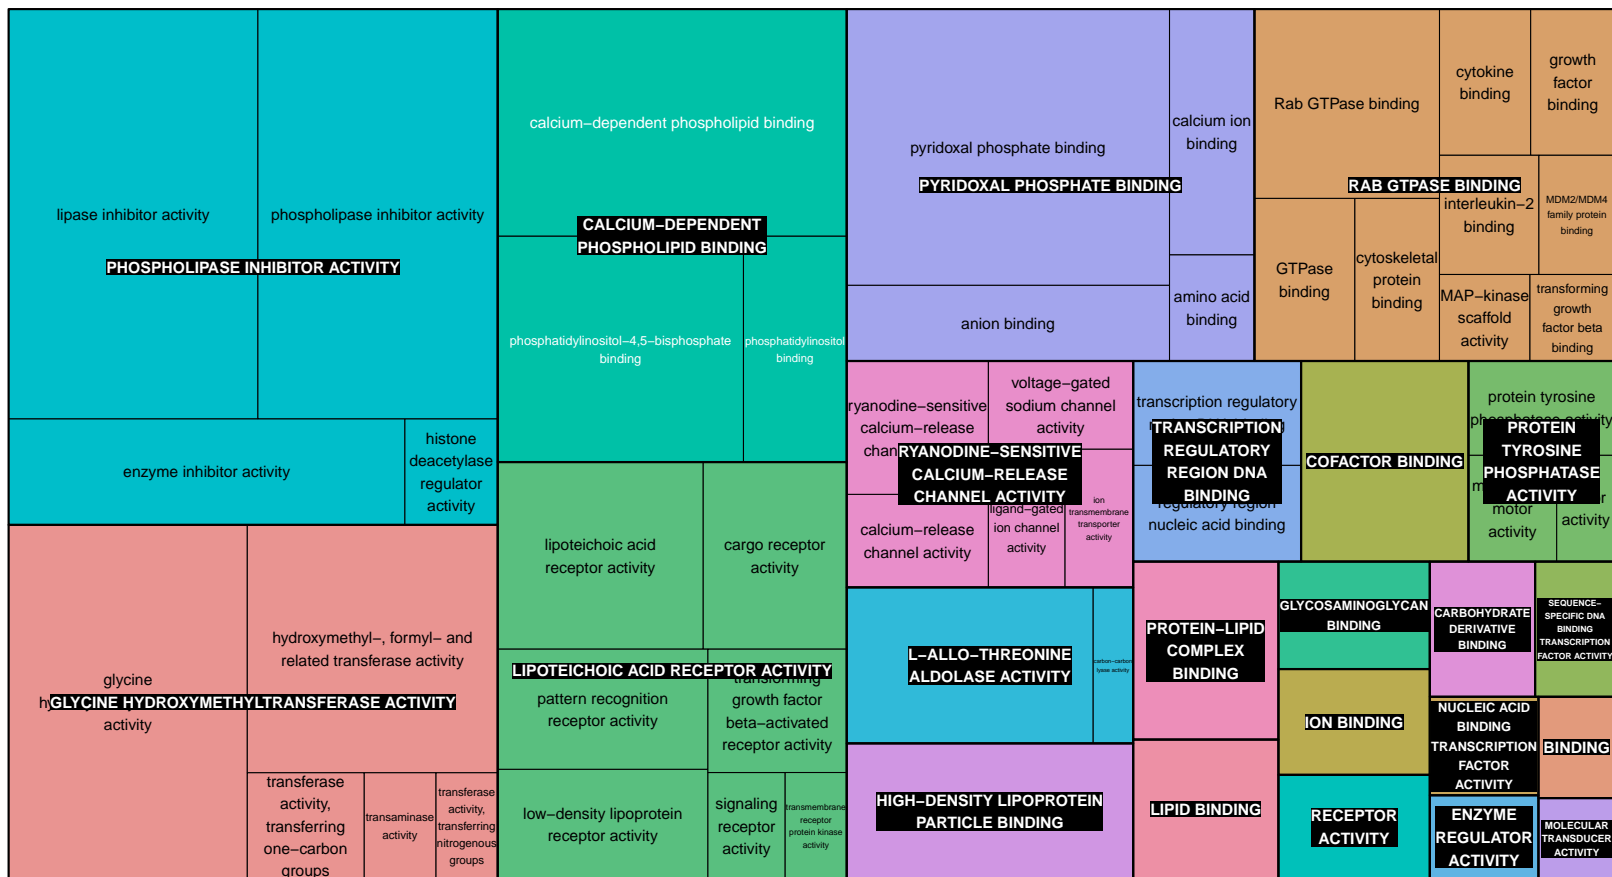 lipase inhibitor activity
phospholipase inhibitor activity
PHOSPHOLIPASE INHIBITOR ACTIVITY
enzyme inhibitor activity
histone
deacetylase
regulator
activity
glycine
activity
hydroxymethyl−, formyl− and
related transferase activity
GLYCINE HYDROXYMETHYLTRANSFERASE ACTIVITY
transferase
activity,
transferring
one−carbon
groups
transaminase
activity
transferase
activity,
transferring
nitrogenous
groups
calcium−dependent phospholipid binding
CALCIUM−DEPENDENT
PHOSPHOLIPID BINDING
phosphatidylinositol−4,5−bisphosphate
binding
phosphatidylinositol
binding
lipoteichoic acid
receptor activity
cargo receptor
activity
LIPOTEICHOIC ACID RECEPTOR ACTIVITY
pattern recognition
receptor activity
transforming
growth factor
beta−activated
receptor activity
low−density lipoprotein
receptor activity
signaling
receptor
activity
transmembrane
receptor
protein kinase
activity
pyridoxal phosphate binding
calcium ion
binding
PYRIDOXAL PHOSPHATE BINDING
anion binding
amino acid
binding
Rab GTPase binding
cytokine
binding
growth
factor
binding
RAB GTPASE BINDING
interleukin−2
binding
MDM2/MDM4
family protein
binding
GTPase
binding
cytoskeletal
protein
binding
MAP−kinase
scaffold
activity
transforming
growth
factor beta
binding
ryanodine−sensitive
calcium−release
voltage−gated
sodium channel
activity
RYANODINE−SENSITIVE
CALCIUM−RELEASE
CHANNEL ACTIVITY
calcium−release
channel activity
ligand−gated
ion channel
activity
ion
transmembrane
transporter
activity
transcription regulatory
TRANSCRIPTION
REGULATORY
REGION DNA
BINDING
regulatory region
nucleic acid binding
COFACTOR BINDING
protein tyrosine
phosphatase activity
PROTEIN
TYROSINE
PHOSPHATASE
ACTIVITY
motor
activity
activity
L−ALLO−THREONINE
ALDOLASE ACTIVITY
carbon−carbon
lyase activity
HIGH−DENSITY LIPOPROTEIN
PARTICLE BINDING
PROTEIN−LIPID
COMPLEX
BINDING
LIPID BINDING
GLYCOSAMINOGLYCAN
BINDING
ION BINDING
RECEPTOR
ACTIVITY
CARBOHYDRATE
DERIVATIVE
BINDING
SEQUENCE−
SPECIFIC DNA
BINDING
TRANSCRIPTION
FACTOR ACTIVITY
NUCLEIC ACID
BINDING
TRANSCRIPTION
FACTOR
ACTIVITY
BINDING
ENZYME
REGULATOR
ACTIVITY
MOLECULAR
TRANSDUCER
ACTIVITY